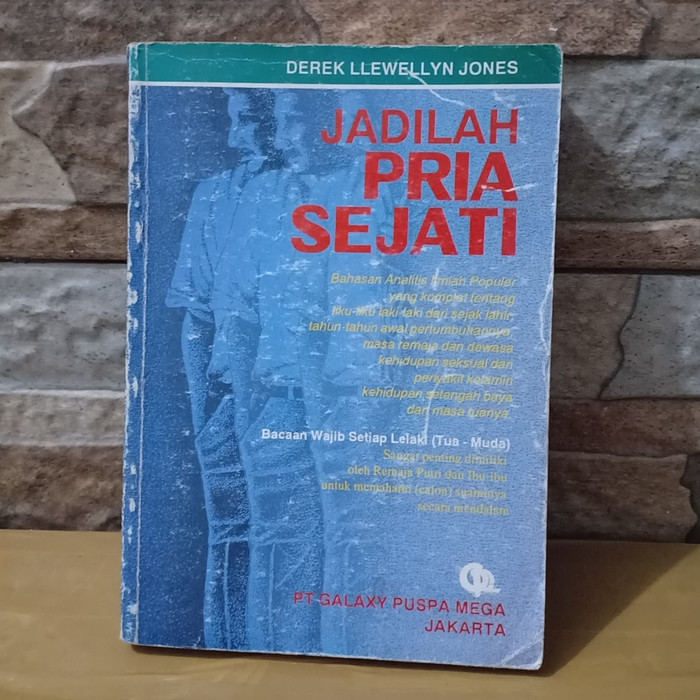 DEREK LLEWELLYN JONES
JADILAH
PRIA
SEJATI
Bahasan Analitis Ilmiah Populer
yang komplet tentang
liku-liku laki-laki dari sejak lahir,
tahun-tahun awal pertumbuhannya,
masa remaja dan dewasa
kehidupan seksual dan
penyakit kelamin
kehidupan setengah baya
dan masa tuanya.
Bacaan Wajib Setiap Lelaki (Tua - Muda)
Sangat penting dimiliki
oleh Remaja Putri dan Ibu-ibu
untuk memahami (calon) suaminya
secara mendalam
PT GALAXY PUSPA MEGA
JAKARTA